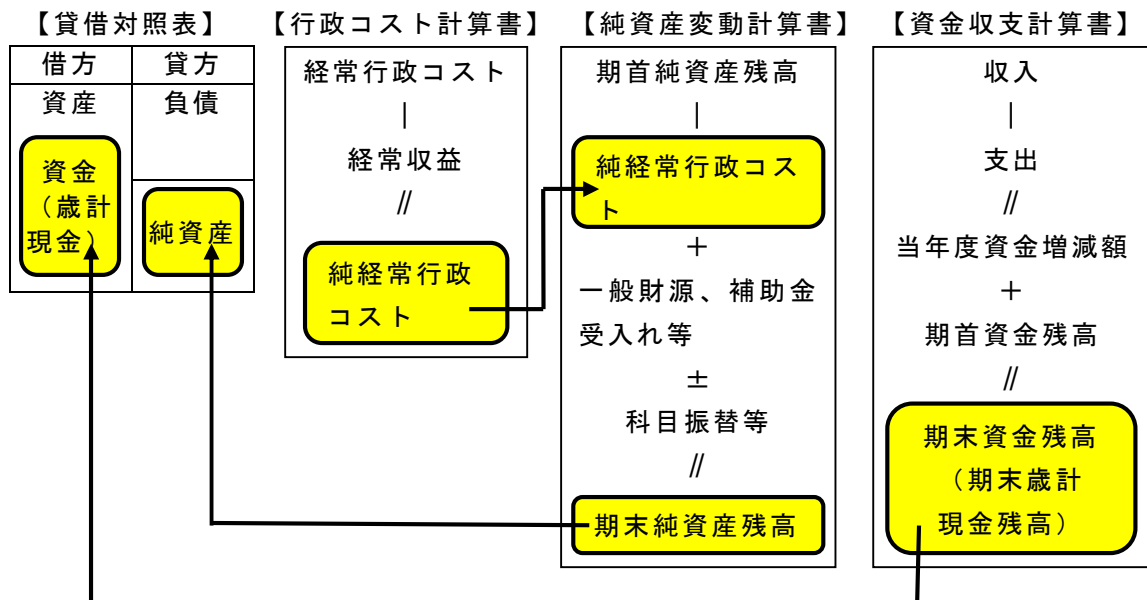 【貸借対照表】
借方
貸方
資産
負債
資金
（歳計
現金）
純資産
【行政コスト計算書】
経常行政コスト
｜
経常収益
〃
純経常行政
コスト
【純資産変動計算書】
期首純資産残高
｜
純経常行政コス
ト
＋
一般財源、補助金
受入れ等
±
科目振替等
〃
期末純資産残高
【資金収支計算書】
収入
｜
支出
〃
当年度資金増減額
＋
期首資金残高
〃
期末資金残高
（期末歳計
現金残高）